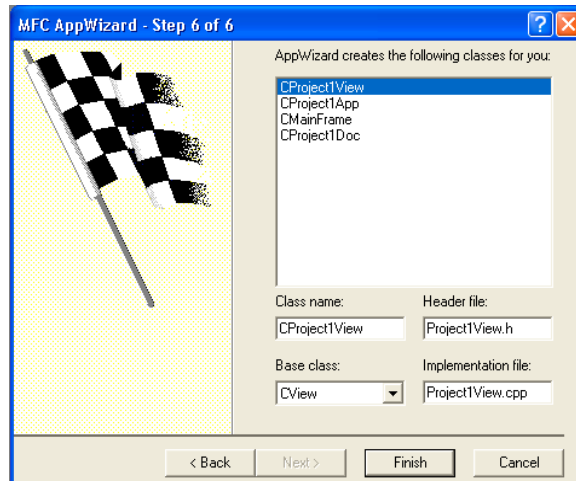 MFC AppWizard - Step 6 of 6
AppWizard creates the following classes for you:
CProject1View
CProject1App
CMainFrame
CProject1Doc
Class name:
Header file:
CProject1View
Project1View.h
Base class:
Implementation file:
CView
Project1View.cpp
< Back
Next >
Finish
Cancel